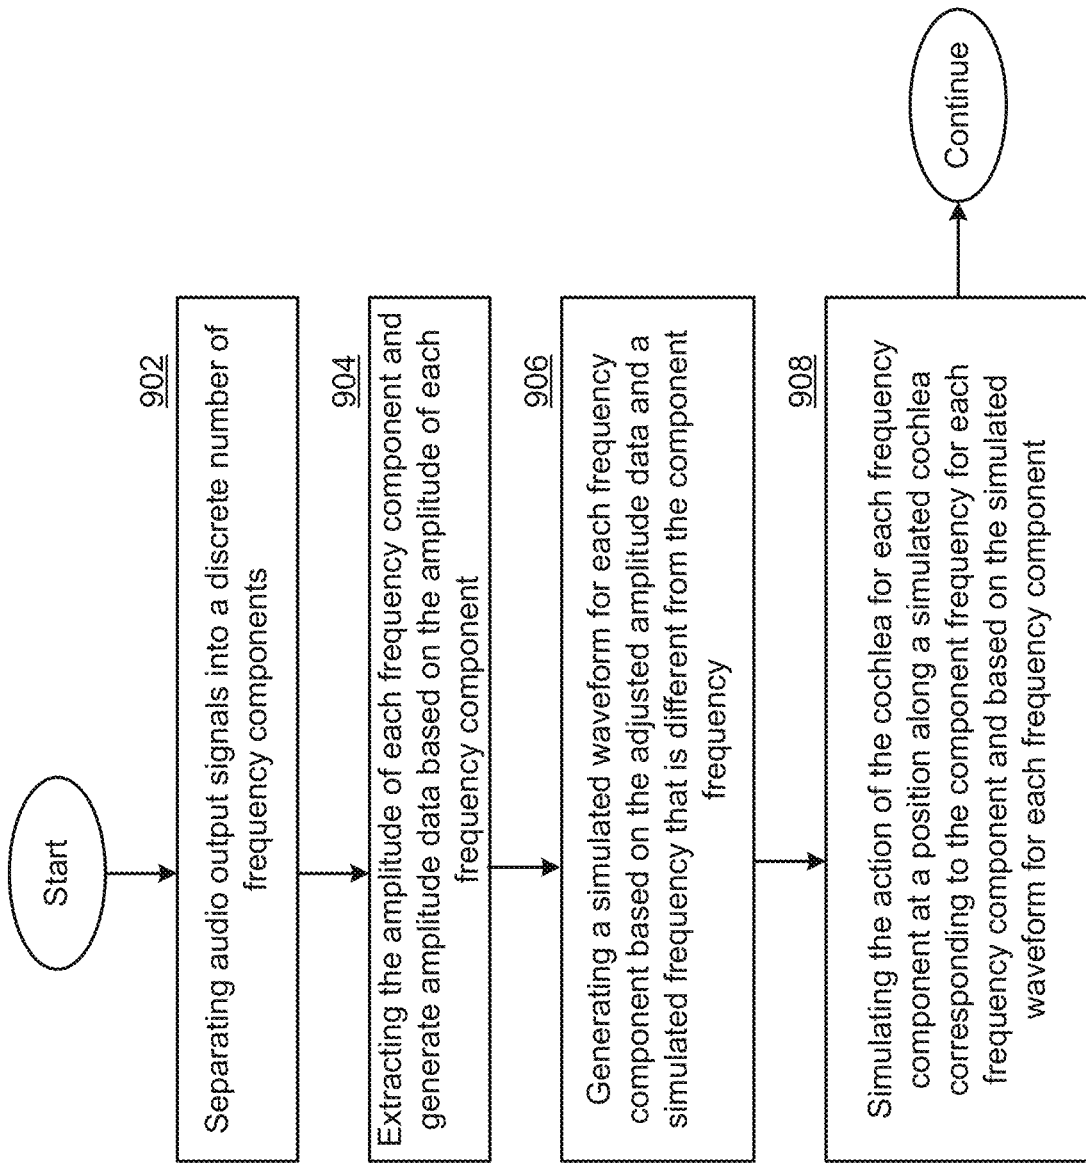 Start
902
Separating audio output signals into a discrete number of
frequency components
904
Extracting the amplitude of each frequency component and
generate amplitude data based on the amplitude of each
frequency component
906
Generating a simulated waveform for each frequency
component based on the adjusted amplitude data and a
simulated frequency that is different from the component
frequency
908
Simulating the action of the cochlea for each frequency
component at a position along a simulated cochlea
corresponding to the component frequency for each
frequency component and based on the simulated
waveform for each frequency component
Continue